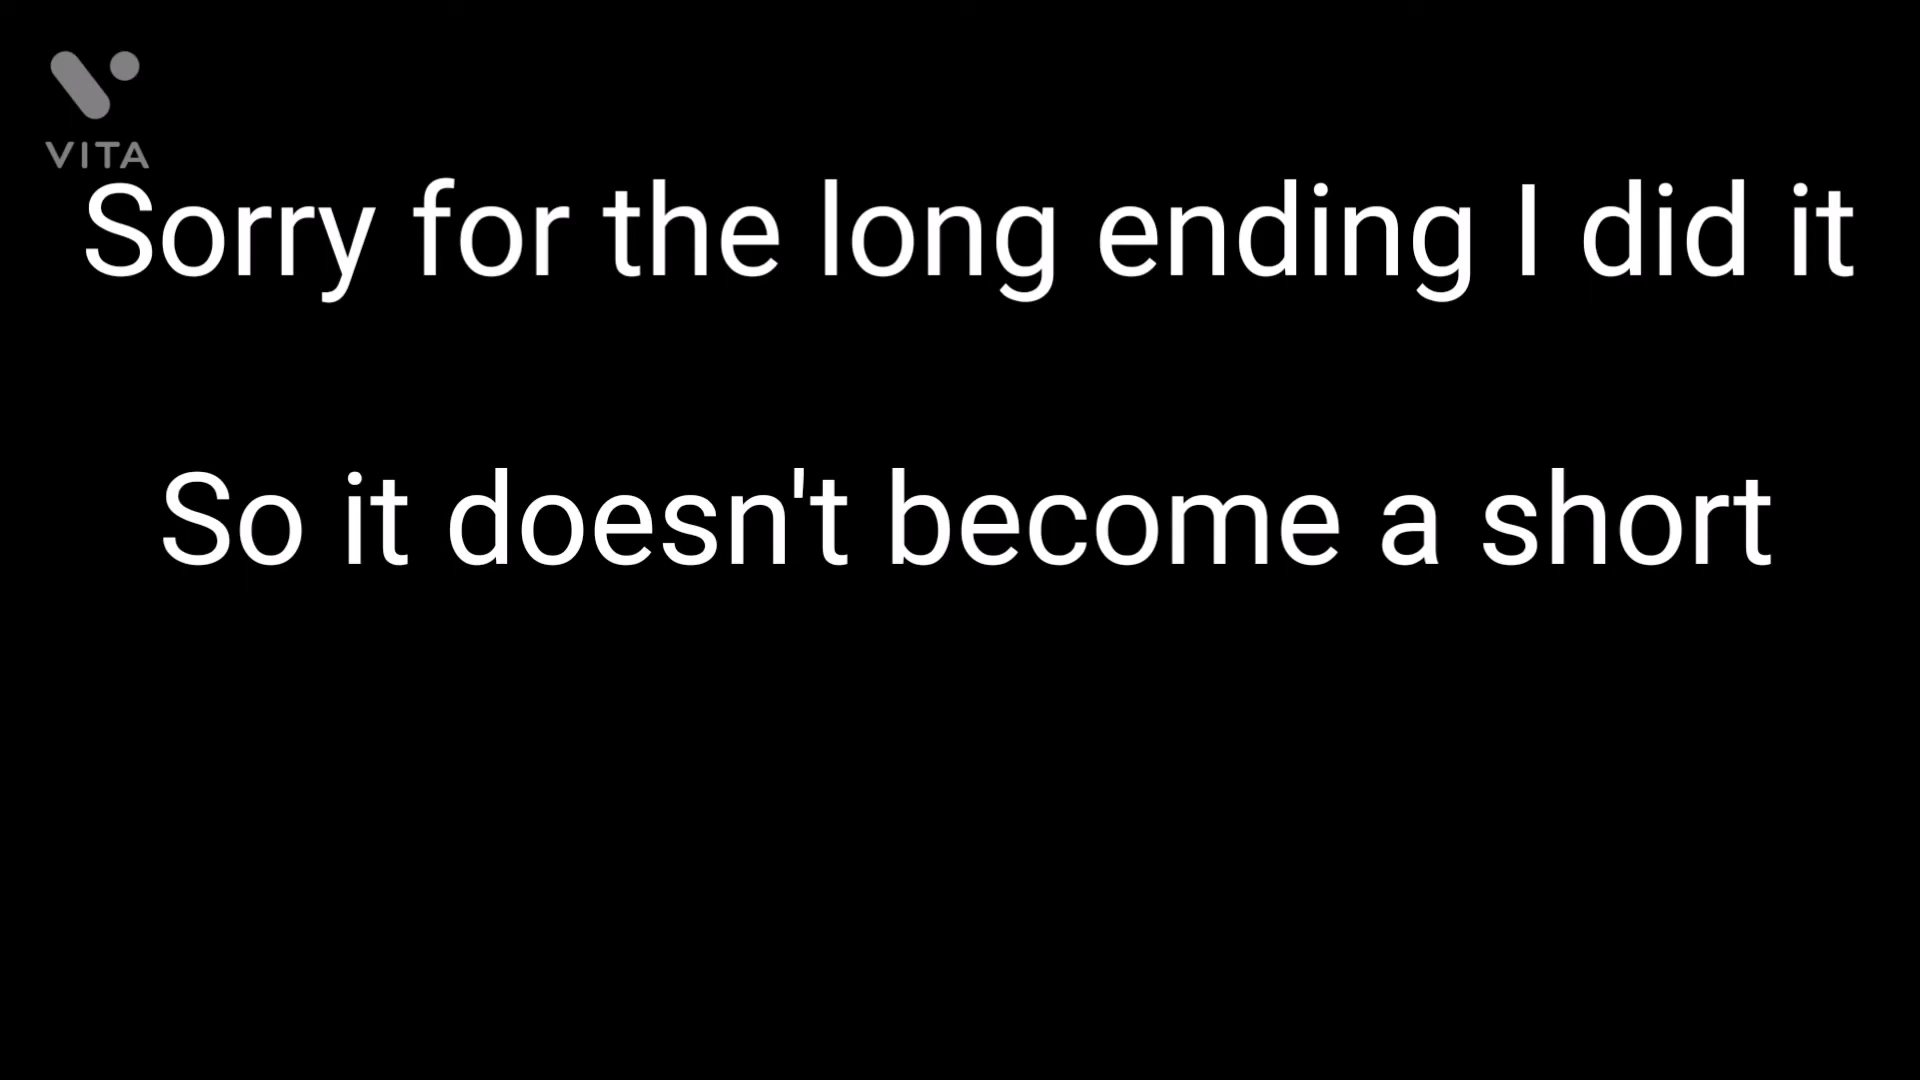 VITA
Sorry for the long ending I did it
So it doesn't become a short